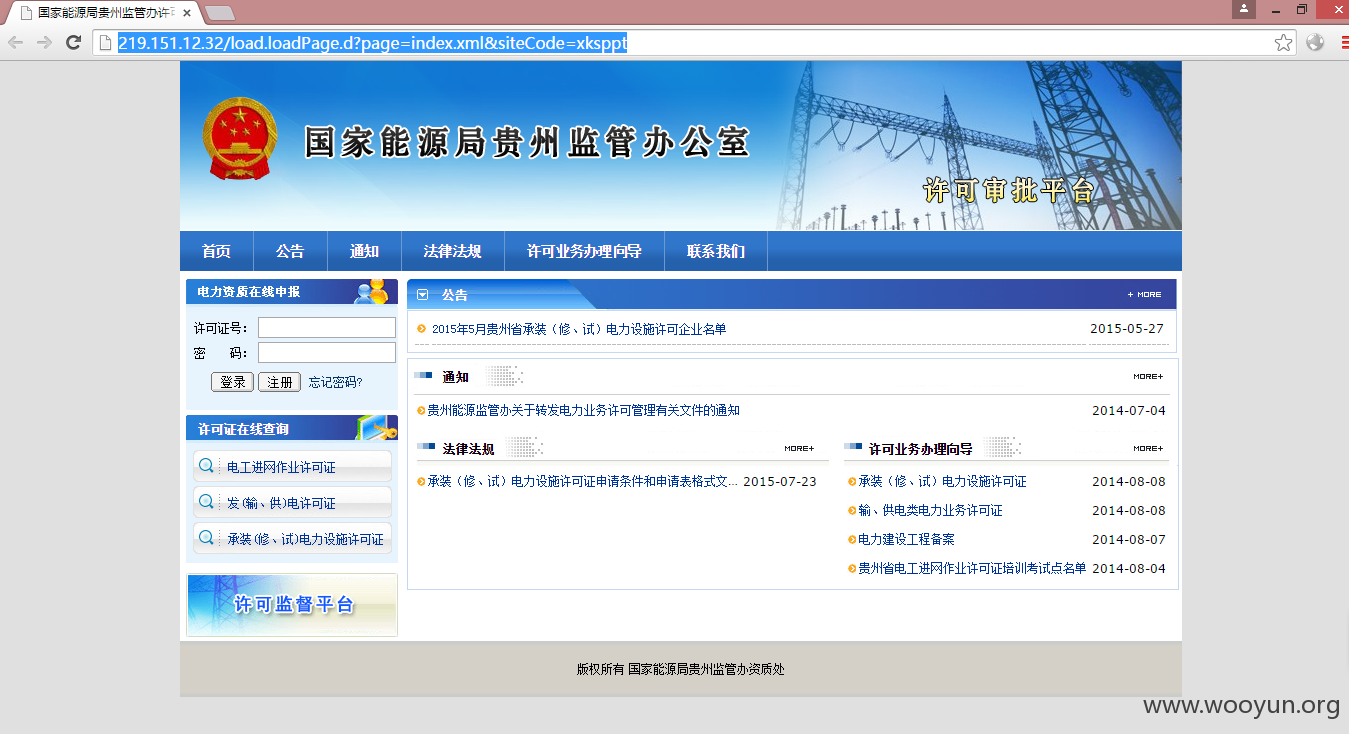 国家能源局贵州监管办许可
219.151.12.32/load.loadPage.d?page=index.xml&siteCode=xksppt
国家能源局贵州监管办公室
许可审批平台
首页 公告 通知 法律法规 许可业务办理向导 联系我们
电力资质在线申报
许可证号：
密 码：
登录 注册 忘记密码?
许可证在线查询
电工进网作业许可证
发(输、供)电许可证
承装(修、试)电力设施许可证
许可监督平台
公告 + MORE
2015年5月贵州省承装（修、试）电力设施许可企业名单 2015-05-27
通知 MORE+
贵州能源监管办关于转发电力业务许可管理有关文件的通知 2014-07-04
法律法规 MORE+
承装（修、试）电力设施许可证申请条件和申请表格式文... 2015-07-23
许可业务办理向导 MORE+
承装（修、试）电力设施许可证 2014-08-08
输、供电类电力业务许可证 2014-08-08
电力建设工程备案 2014-08-07
贵州省电工进网作业许可证培训考试点名单 2014-08-04
版权所有 国家能源局贵州监管办资质处
www.wooyun.org